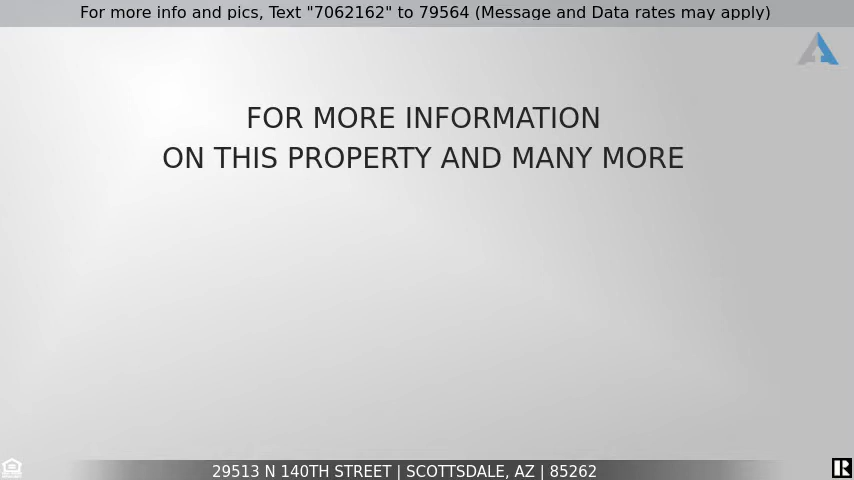 For more info and pics, Text "7062162" to 79564 (Message and Data rates may apply)
FOR MORE INFORMATION
ON THIS PROPERTY AND MANY MORE
29513 N 140TH STREET | SCOTTSDALE, AZ | 85262